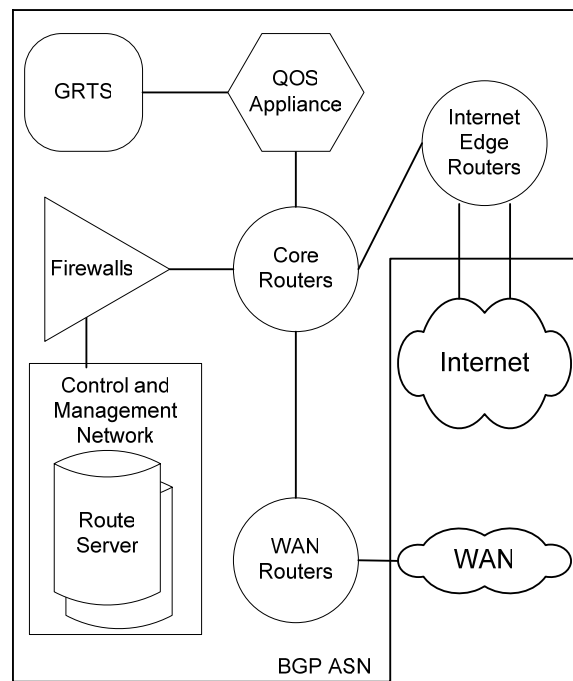 GRTS
QOS
Appliance
Internet
Edge
Routers
Firewalls
Core
Routers
Internet
Control and
Management
Network
Route
Server
WAN
Routers
WAN
BGP ASN